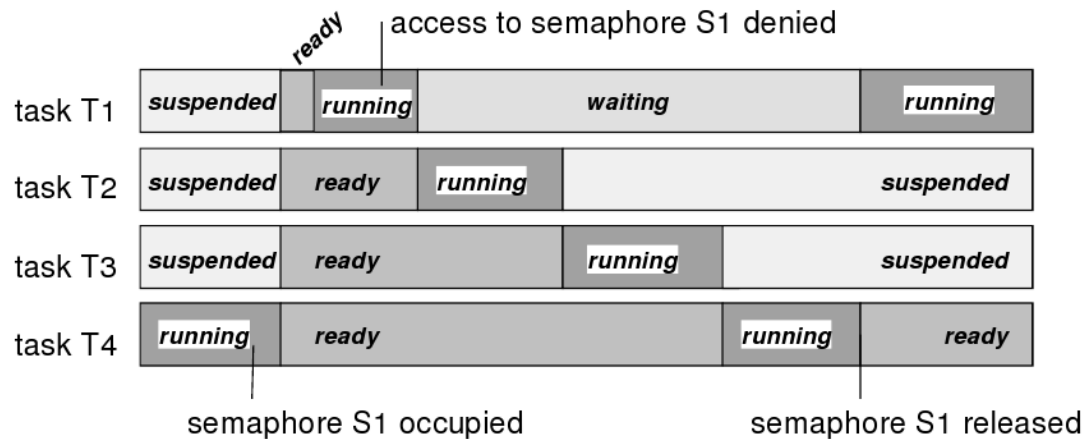 ready
access to semaphore S1 denied
task T1 suspended running waiting running
task T2 suspended ready running suspended
task T3 suspended ready running suspended
task T4 running ready running ready
semaphore S1 occupied semaphore S1 released